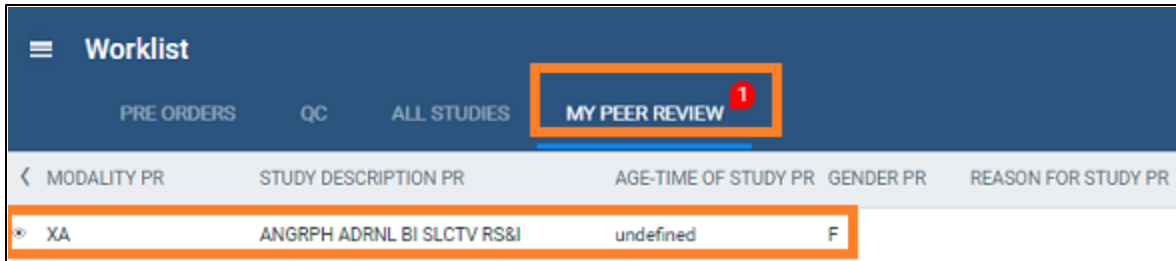 Worklist
PRE ORDERS QC ALL STUDIES MY PEER REVIEW 1
MODALITY PR STUDY DESCRIPTION PR AGE-TIME OF STUDY PR GENDER PR REASON FOR STUDY PR
XA ANGRPH ADRNL BI SLCTV RS&I undefined F